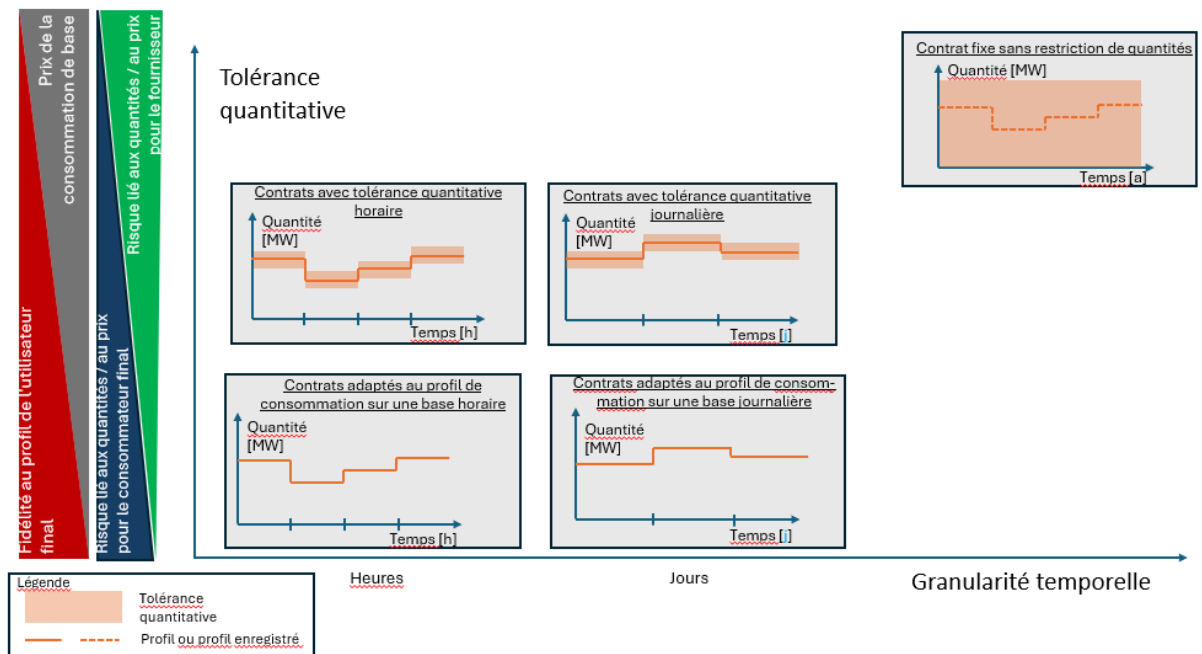 Fidélité au profil de l'utilisateur
final
Prix de la
consommation de base
Risque lié aux quantités / au prix
pour le consommateur final
Risque lié aux quantités / au prix
pour le fournisseur
Tolérance
quantitative
Contrat fixe sans restriction de quantités
Quantité [MW]
Temps [a]
Contrats avec tolérance quantitative
horaire
Quantité
[MW]
Temps [h]
Contrats avec tolérance quantitative
journalière
Quantité
[MW]
Temps [j]
Contrats adaptés au profil de
consommation sur une base horaire
Quantité
[MW]
Temps [h]
Contrats adaptés au profil de consom-
mation sur une base journalière
Quantité
[MW]
Temps [j]
Heures
Jours
Granularité temporelle
Légende
Tolérance
quantitative
Profil ou profil enregistré